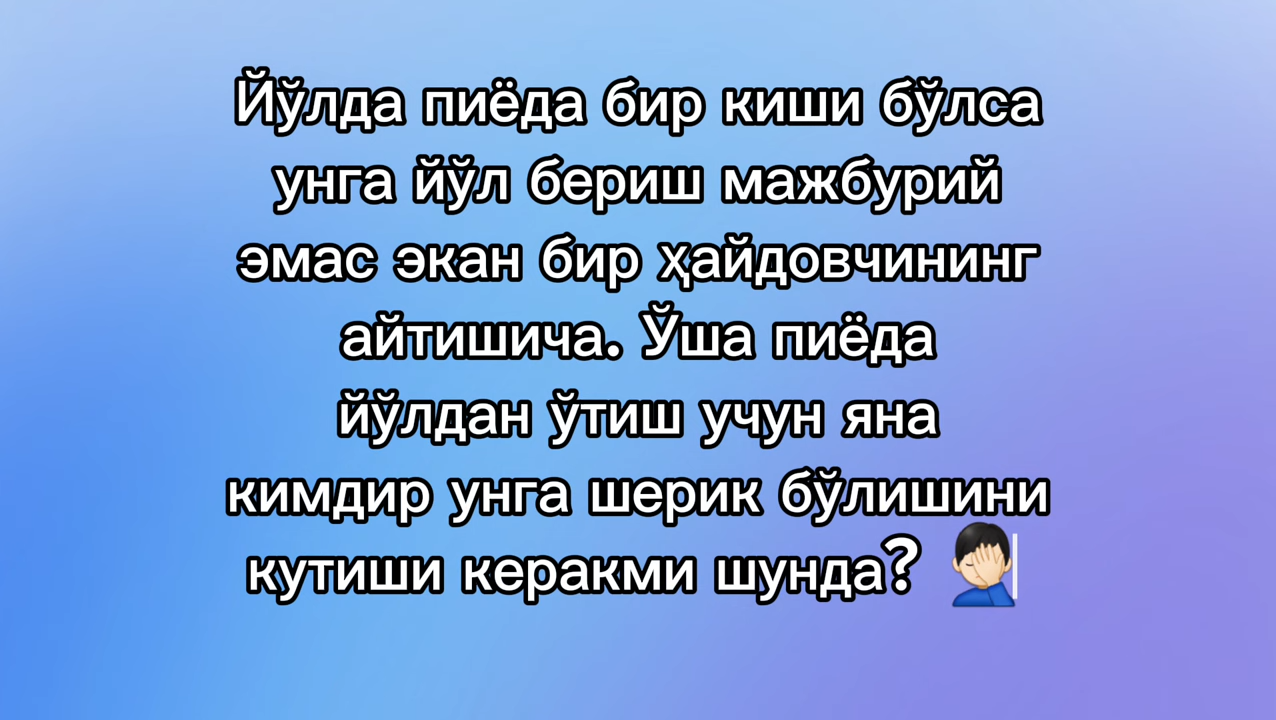 Йўлда пиёда бир киши бўлса
унга йўл бериш мажбурий
эмас экан бир ҳайдовчининг
айтишича. Ўша пиёда
йўлдан ўтиш учун яна
кимдир унга шерик бўлишини
кутиши керакми шунда? 🤦🏻‍♂️